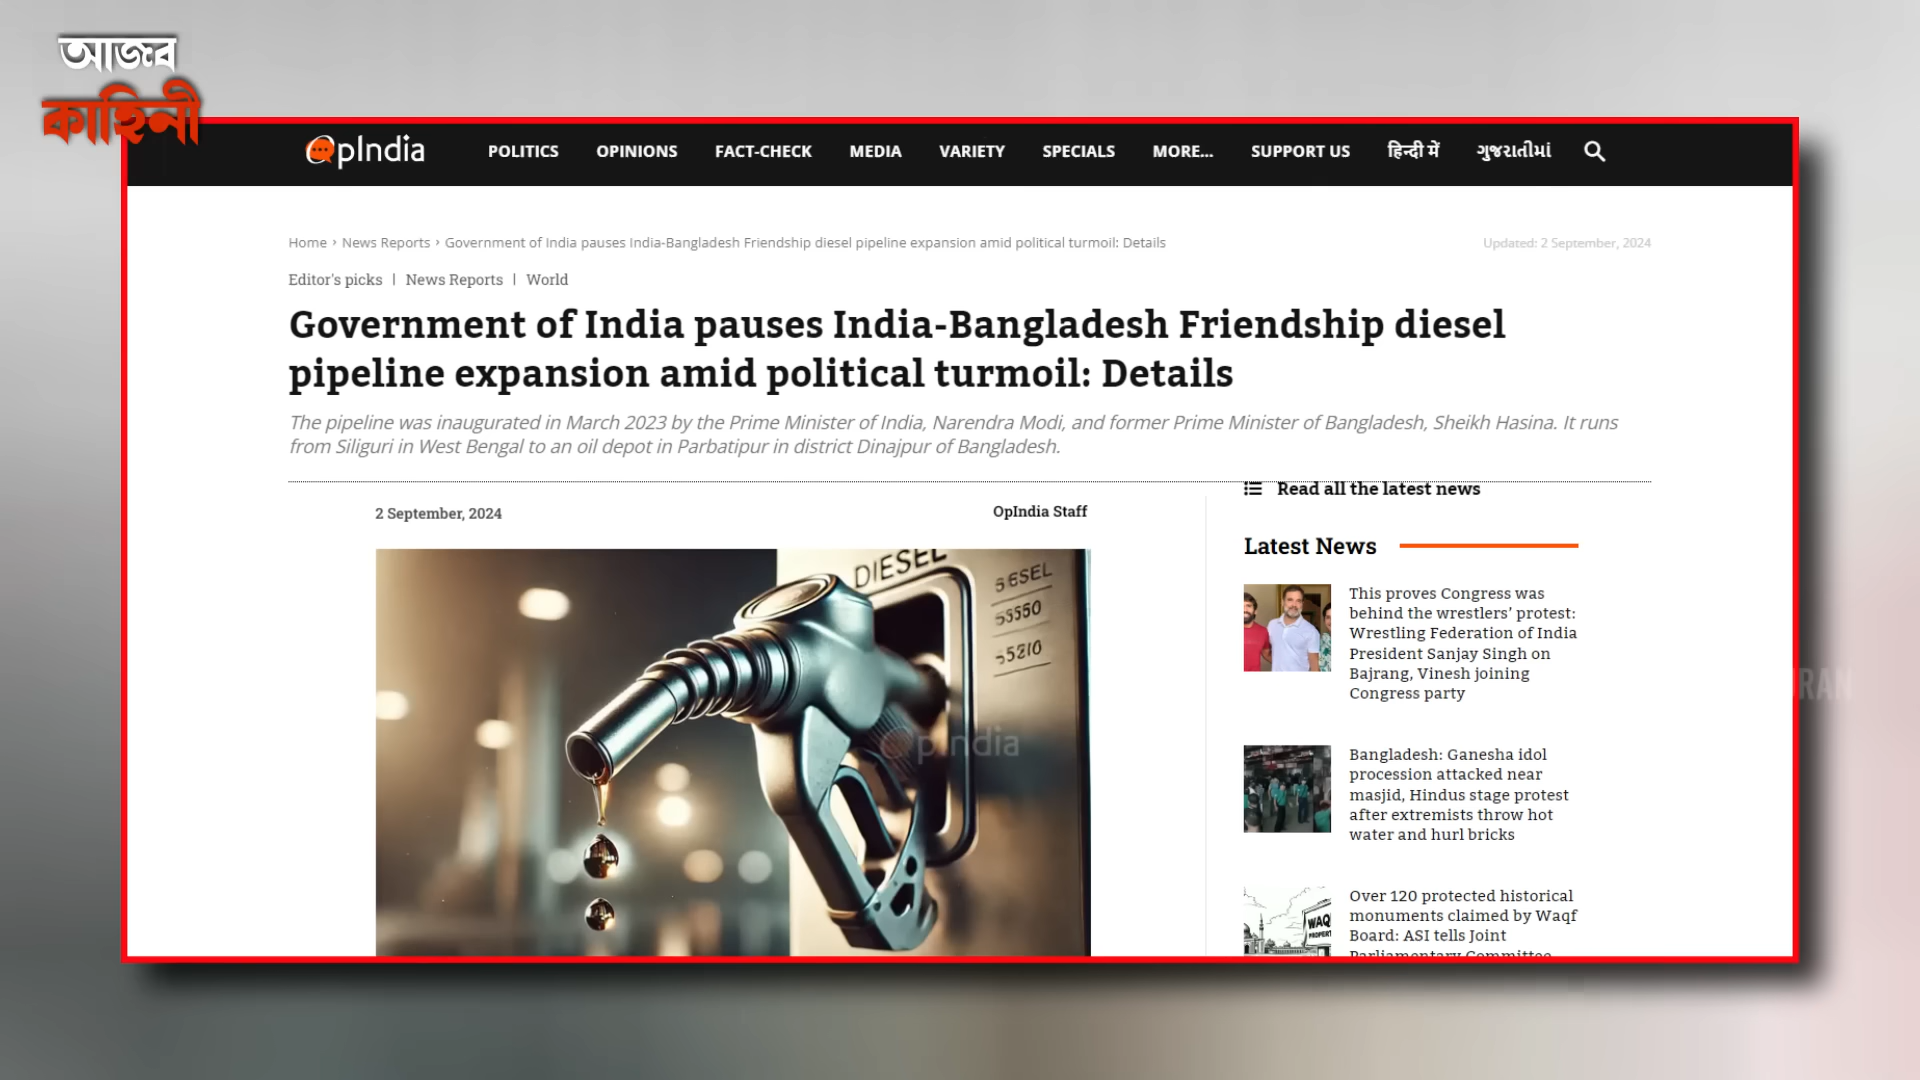 আজব
কাহিনী
OpIndia
POLITICS OPINIONS FACT-CHECK MEDIA VARIETY SPECIALS MORE... SUPPORT US हिन्दी में ગુજરાતીમાં
Home › News Reports › Government of India pauses India-Bangladesh Friendship diesel pipeline expansion amid political turmoil: Details
Updated: 2 September, 2024
Editor's picks | News Reports | World
Government of India pauses India-Bangladesh Friendship diesel
pipeline expansion amid political turmoil: Details
The pipeline was inaugurated in March 2023 by the Prime Minister of India, Narendra Modi, and former Prime Minister of Bangladesh, Sheikh Hasina. It runs
from Siliguri in West Bengal to an oil depot in Parbatipur in district Dinajpur of Bangladesh.
2 September, 2024
OpIndia Staff
DIESEL
OpIndia
Read all the latest news
Latest News
This proves Congress was
behind the wrestlers' protest:
Wrestling Federation of India
President Sanjay Singh on
Bajrang, Vinesh joining
Congress party
Bangladesh: Ganesha idol
procession attacked near
masjid, Hindus stage protest
after extremists throw hot
water and hurl bricks
Over 120 protected historical
monuments claimed by Waqf
Board: ASI tells Joint
Parliamentary Committee